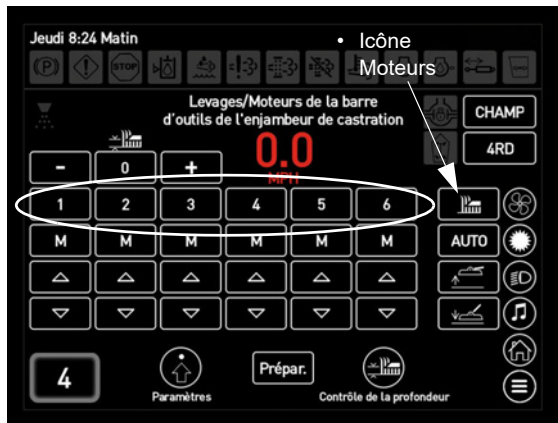 Jeudi 8:24 Matin
• Icône
Moteurs
(P) STOP
Levages/Moteurs de la barre
d'outils de l'enjambeur de castration
CHAMP
0.0
MPH
4RD
- 0 +
1 2 3 4 5 6
M M M M M M AUTO
4
Prépar.
Paramètres
Contrôle de la profondeur